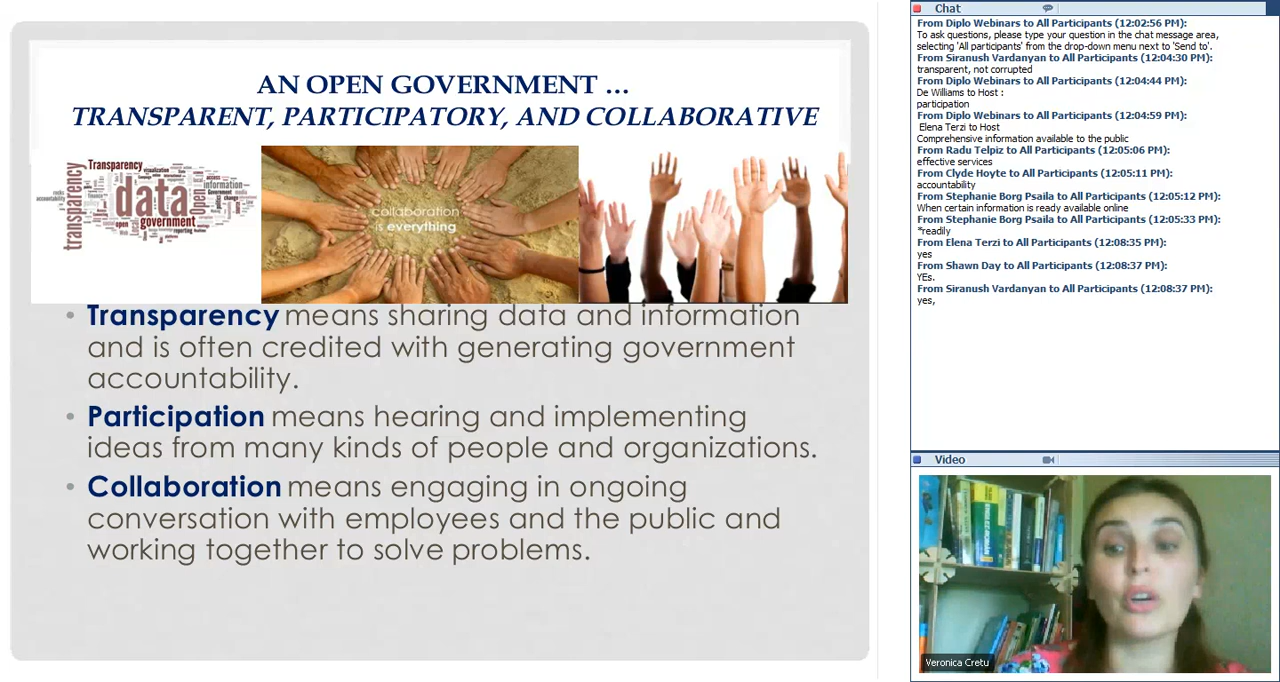 AN OPEN GOVERNMENT …
TRANSPARENT, PARTICIPATORY, AND COLLABORATIVE
Transparency
transparency
data
government
Open
information
accountability
collaboration
is everything
• Transparency means sharing data and information
and is often credited with generating government
accountability.
• Participation means hearing and implementing
ideas from many kinds of people and organizations.
• Collaboration means engaging in ongoing
conversation with employees and the public and
working together to solve problems.
Chat
From Diplo Webinars to All Participants (12:02:56 PM):
To ask questions, please type your question in the chat message area,
selecting 'All participants' from the drop-down menu next to 'Send to'.
From Siranush Vardanyan to All Participants (12:04:30 PM):
transparent, not corrupted
From Diplo Webinars to All Participants (12:04:44 PM):
De Williams to Host :
participation
From Diplo Webinars to All Participants (12:04:59 PM):
Elena Terzi to Host
Comprehensive information available to the public
From Radu Telpiz to All Participants (12:05:06 PM):
effective services
From Clyde Hoyte to All Participants (12:05:11 PM):
accountability
From Stephanie Borg Psaila to All Participants (12:05:12 PM):
When certain information is ready available online
From Stephanie Borg Psaila to All Participants (12:05:33 PM):
*readily
From Elena Terzi to All Participants (12:08:35 PM):
yes
From Shawn Day to All Participants (12:08:37 PM):
YEs.
From Siranush Vardanyan to All Participants (12:08:37 PM):
yes,
Video
Veronica Cretu